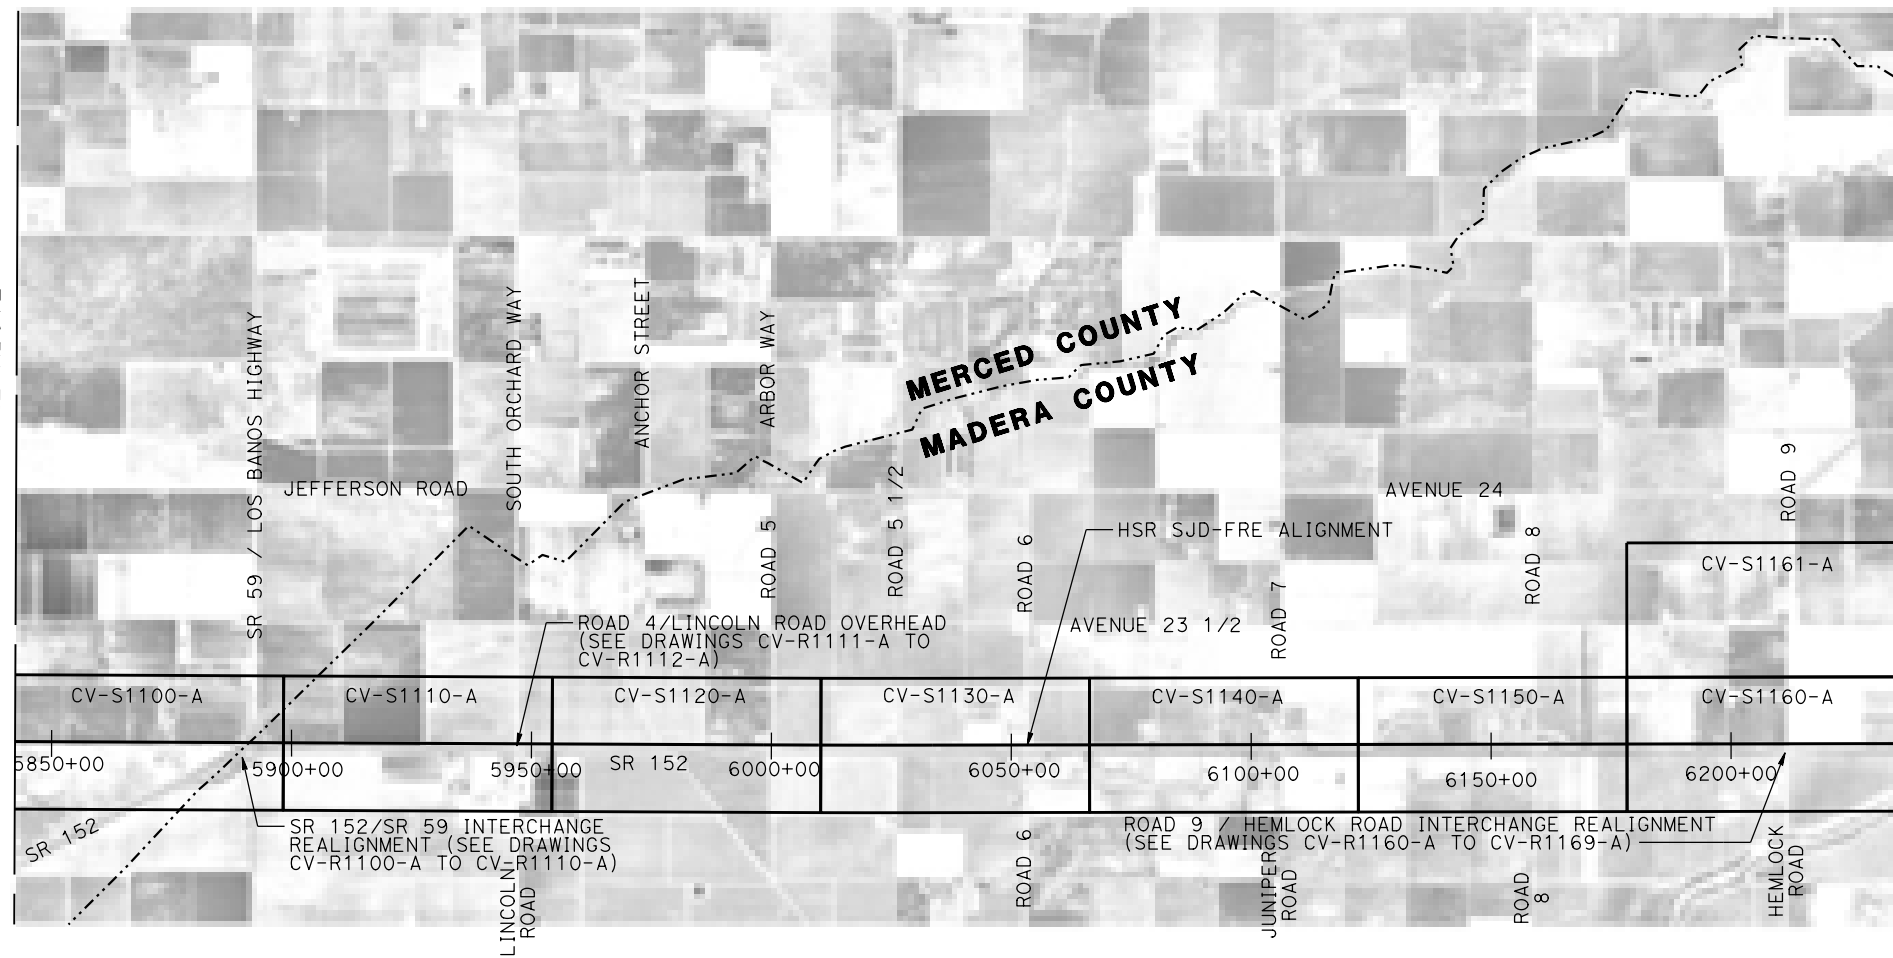 MERCED COUNTY
MADERA COUNTY
SR 59 / LOS BANOS HIGHWAY
SOUTH ORCHARD WAY
ANCHOR STREET
ARBOR WAY
JEFFERSON ROAD
ROAD 5
ROAD 5 1/2
ROAD 6
HSR SJD-FRE ALIGNMENT
AVENUE 24
ROAD 9
ROAD 8
ROAD 7
AVENUE 23 1/2
CV-S1161-A
ROAD 4/LINCOLN ROAD OVERHEAD
(SEE DRAWINGS CV-R1111-A TO
CV-R1112-A)
CV-S1100-A
CV-S1110-A
CV-S1120-A
CV-S1130-A
CV-S1140-A
CV-S1150-A
CV-S1160-A
5850+00
5900+00
5950+00
SR 152
6000+00
6050+00
6100+00
6150+00
6200+00
SR 152
SR 152/SR 59 INTERCHANGE
REALIGNMENT (SEE DRAWINGS
CV-R1100-A TO CV-R1110-A)
ROAD 9 / HEMLOCK ROAD INTERCHANGE REALIGNMENT
(SEE DRAWINGS CV-R1160-A TO CV-R1169-A)
LINCOLN
ROAD
ROAD 6
JUNIPER
ROAD
ROAD
8
HEMLOCK
ROAD